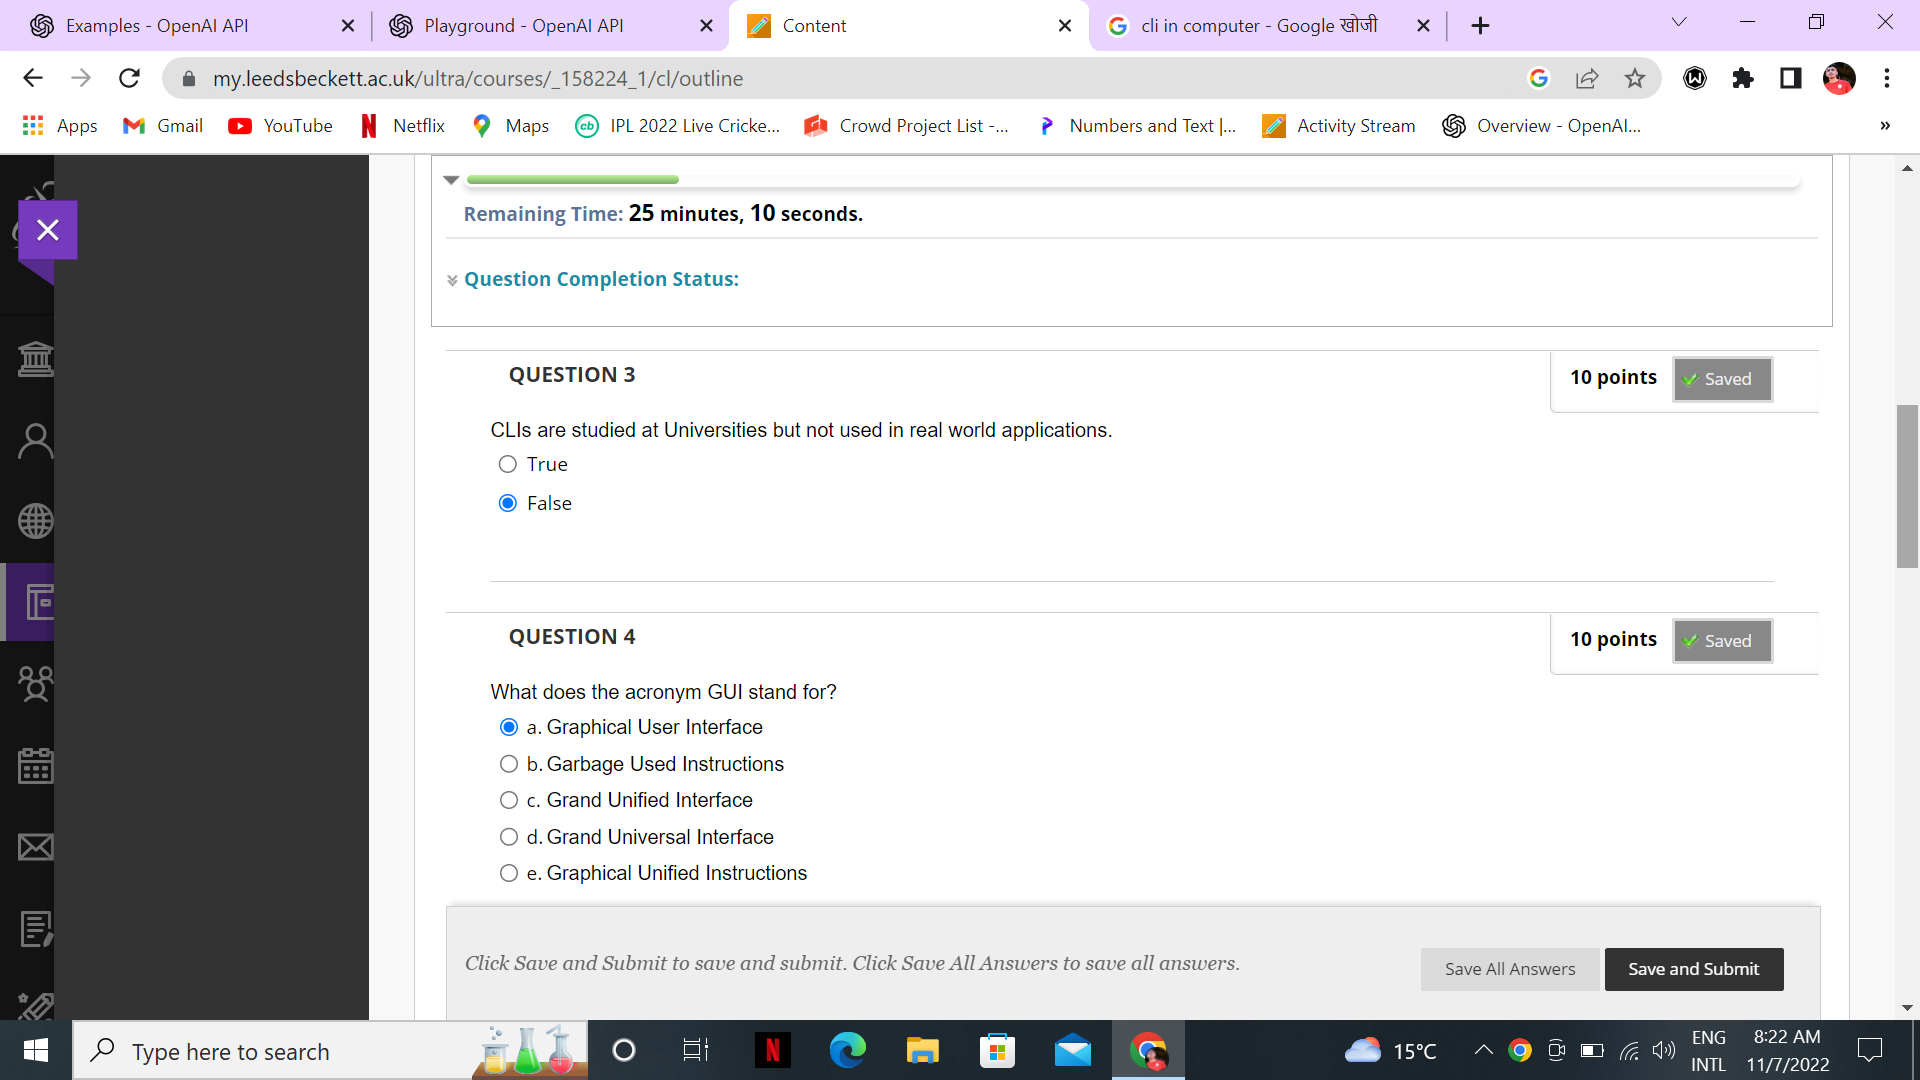 Examples - OpenAI API
Playground - OpenAI API
Content
cli in computer - Google खोजी
my.leedsbeckett.ac.uk/ultra/courses/_158224_1/cl/outline
Apps
Gmail
YouTube
Netflix
Maps
cb
IPL 2022 Live Cricke...
Crowd Project List -...
Numbers and Text |...
Activity Stream
Overview - OpenAI...
»
Remaining Time: 25 minutes, 10 seconds.
Question Completion Status:
QUESTION 3
10 points
Saved
CLIs are studied at Universities but not used in real world applications.
True
False
QUESTION 4
10 points
Saved
What does the acronym GUI stand for?
a. Graphical User Interface
b. Garbage Used Instructions
c. Grand Unified Interface
d. Grand Universal Interface
e. Graphical Unified Instructions
Click Save and Submit to save and submit. Click Save All Answers to save all answers.
Save All Answers
Save and Submit
Type here to search
N
15°C
ENG
INTL
8:22 AM
11/7/2022